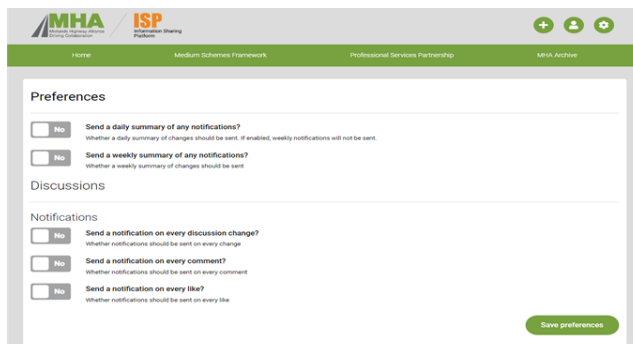 MHA
Midlands Highway Alliance
Driving Collaboration
ISP
Information Sharing
Platform
Home
Medium Schemes Framework
Professional Services Partnership
MHA Archive
Preferences
No
Send a daily summary of any notifications?
Whether a daily summary of changes should be sent. If enabled, weekly notifications will not be sent.
No
Send a weekly summary of any notifications?
Whether a weekly summary of changes should be sent
Discussions
Notifications
No
Send a notification on every discussion change?
Whether notifications should be sent on every change
No
Send a notification on every comment?
Whether notifications should be sent on every comment
No
Send a notification on every like?
Whether notifications should be sent on every like
Save preferences